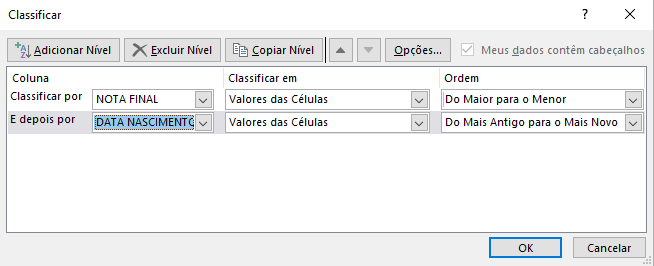 Classificar ? ×
Adicionar Nível Excluir Nível Copiar Nível Opções... Meus dados contêm cabeçalhos
Coluna Classificar em Ordem
Classificar por NOTA FINAL Valores das Células Do Maior para o Menor
E depois por DATA NASCIMENTO Valores das Células Do Mais Antigo para o Mais Novo
OK Cancelar